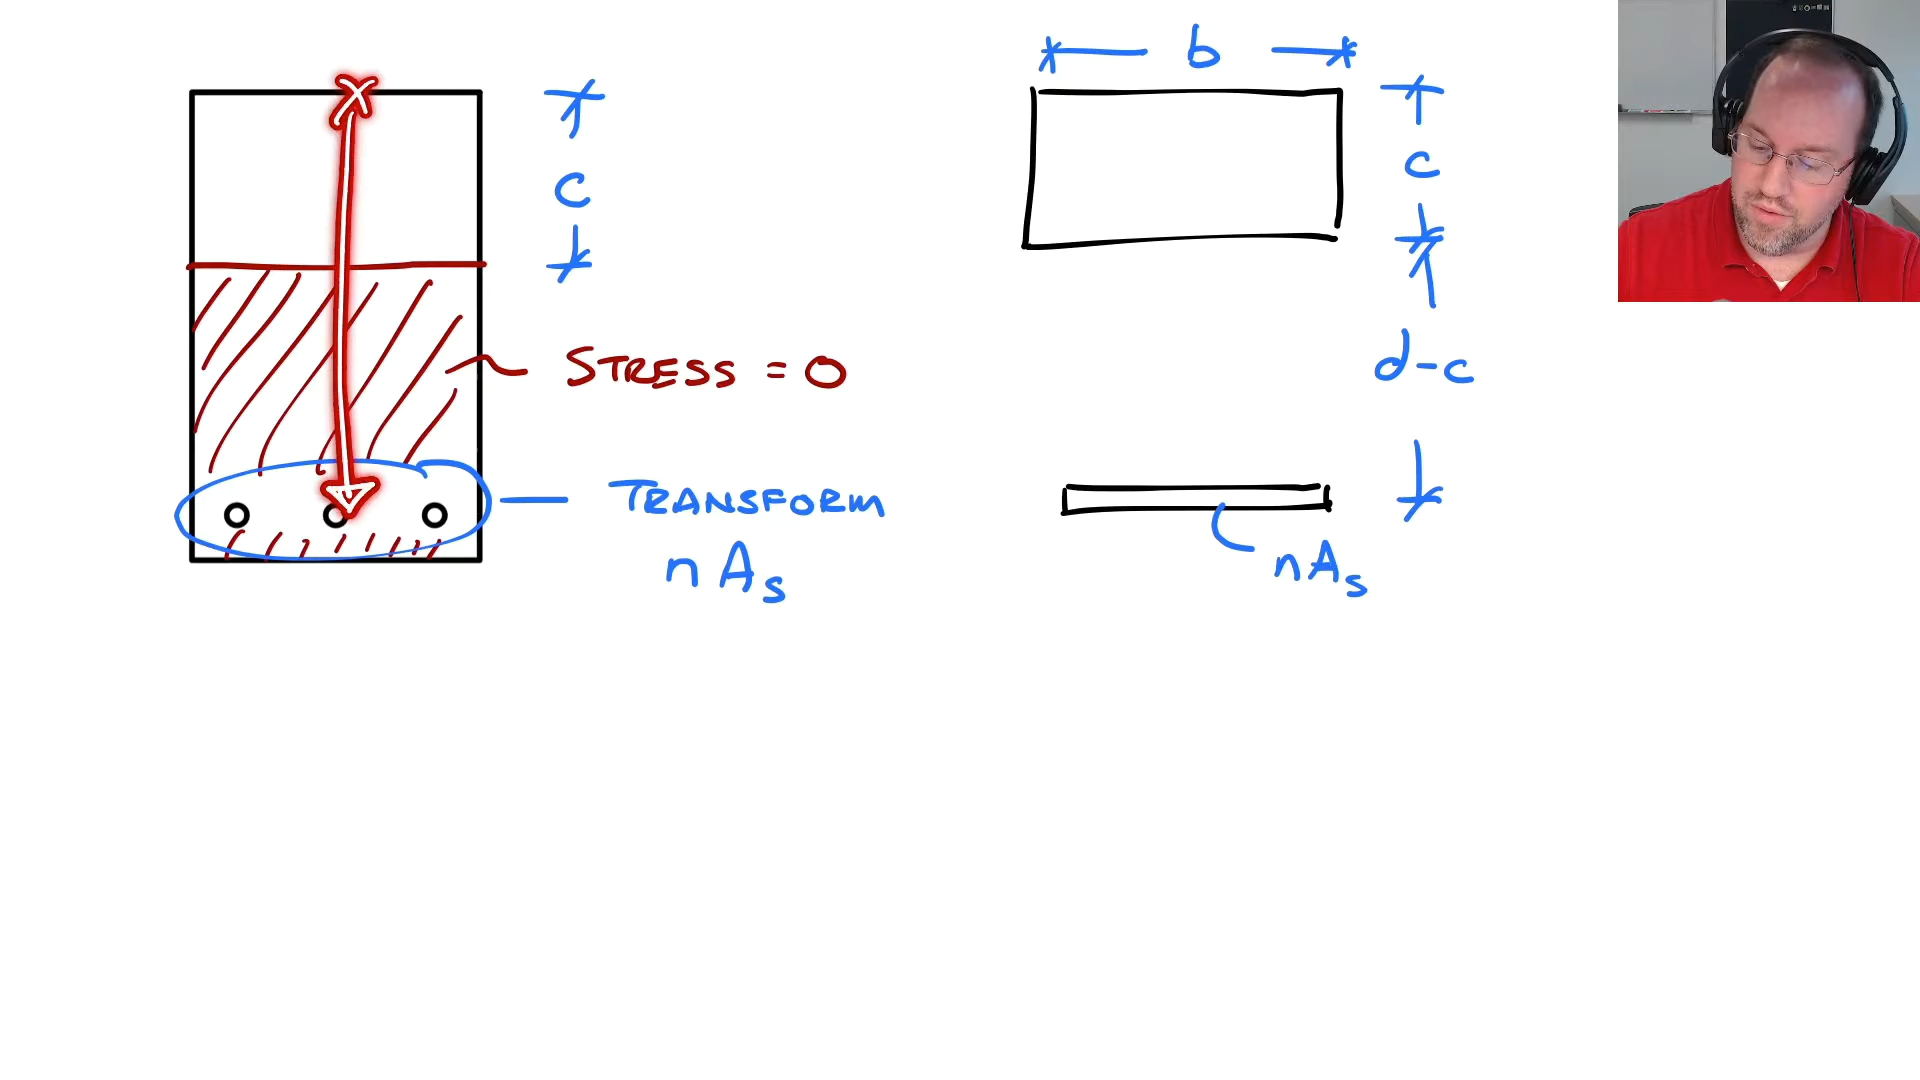 b
c
c
STRESS = 0
d-c
TRANSFORM
nAs
nAs